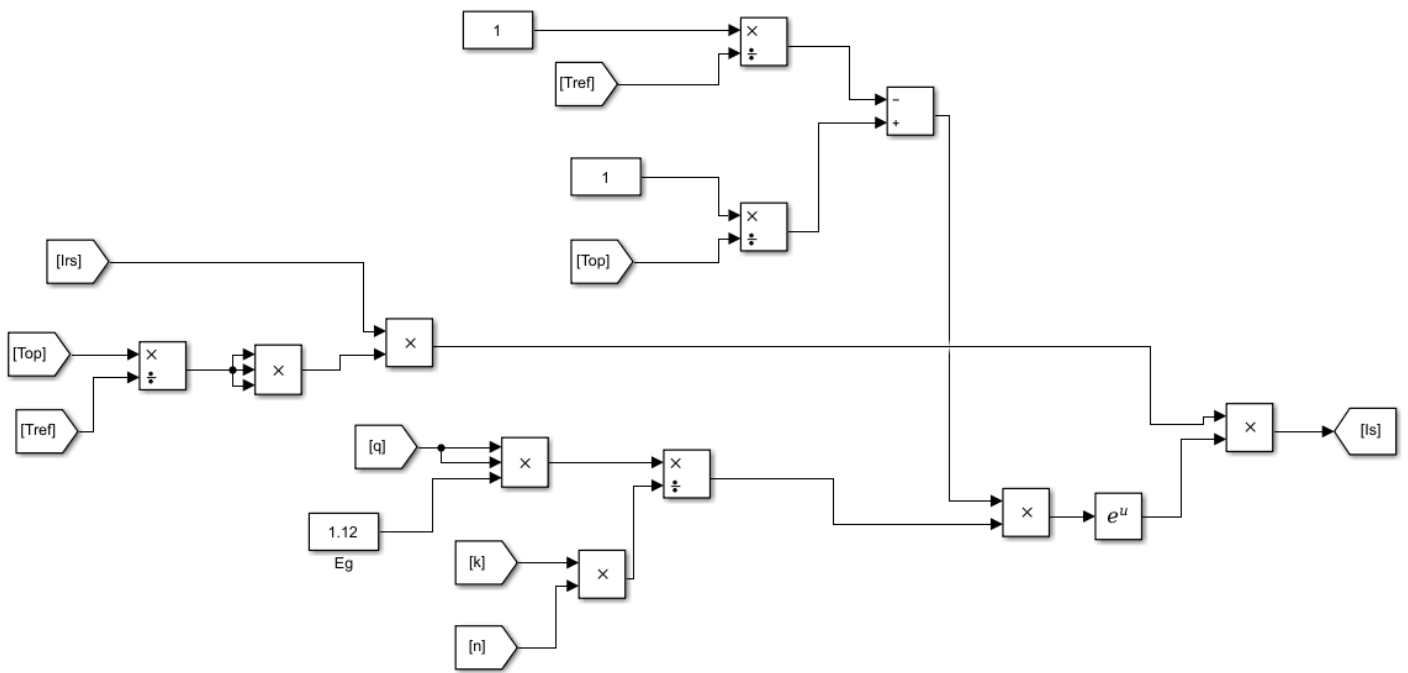 1
×
÷
[Tref]
−
+
1
×
÷
[Top]
[Irs]
×
[Top]
×
÷
×
[Tref]
[q]
×
×
÷
1.12
Eg
[k]
×
[n]
×
e^u
×
[Is]